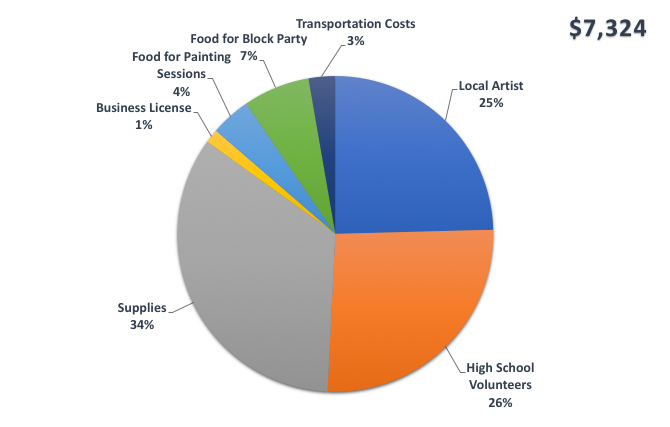 $7,324
Transportation Costs
3%
Food for Block Party
7%
Food for Painting
Sessions
4%
Business License
1%
Local Artist
25%
Supplies
34%
High School
Volunteers
26%